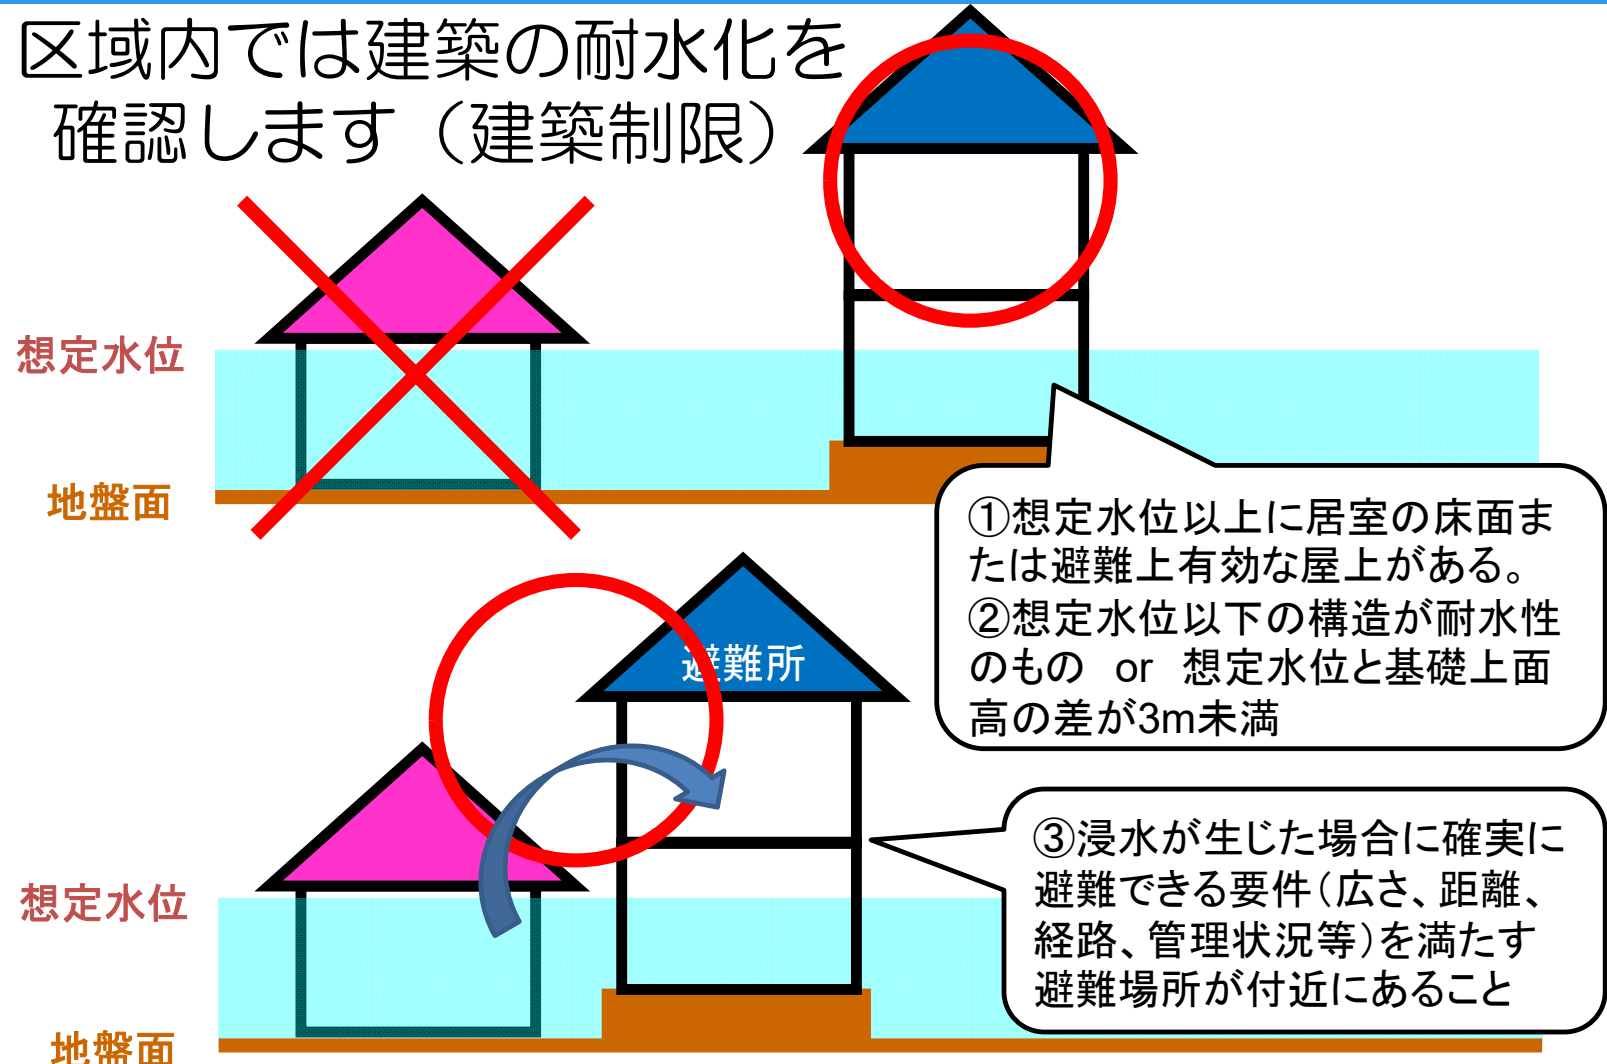 区域内では建築の耐水化を
確認します（建築制限）
想定水位
地盤面
①想定水位以上に居室の床面ま
たは避難上有効な屋上がある。
②想定水位以下の構造が耐水性
のもの　or　想定水位と基礎上面
高の差が3m未満
避難所
③浸水が生じた場合に確実に
避難できる要件（広さ、距離、
経路、管理状況等）を満たす
避難場所が付近にあること
想定水位
地盤面